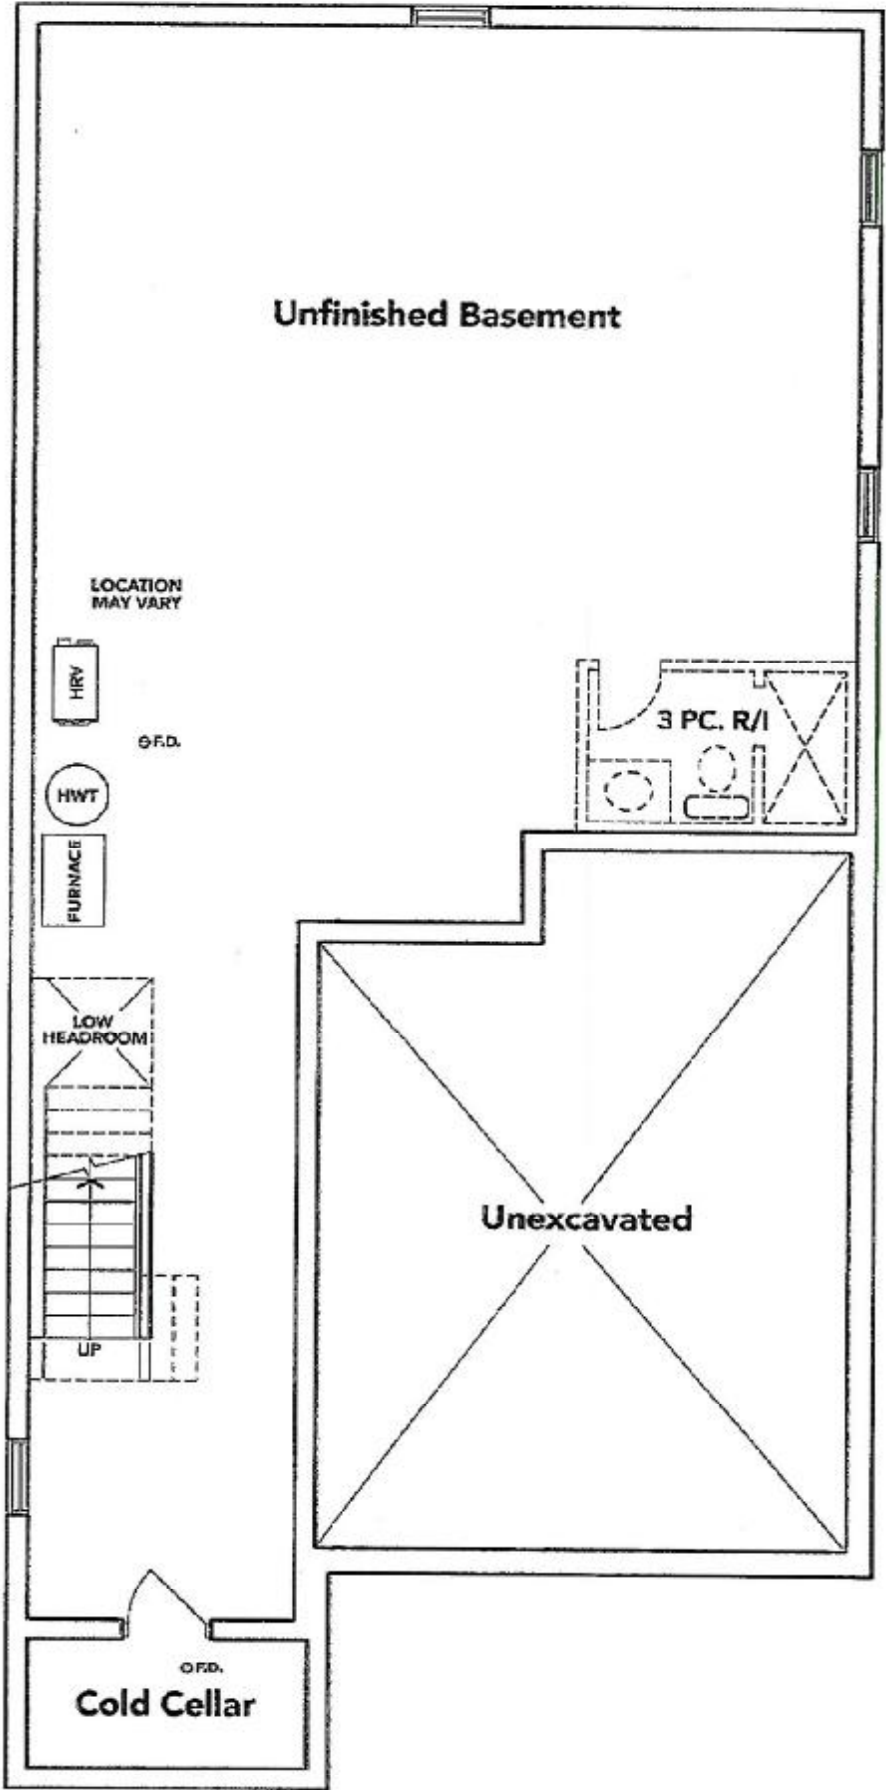 Unfinished Basement
LOCATION
MAY VARY
HRV
3 PC. R/I
F.D.
HWT
FURNACE
LOW
HEADROOM
Unexcavated
UP
F.D.
Cold Cellar